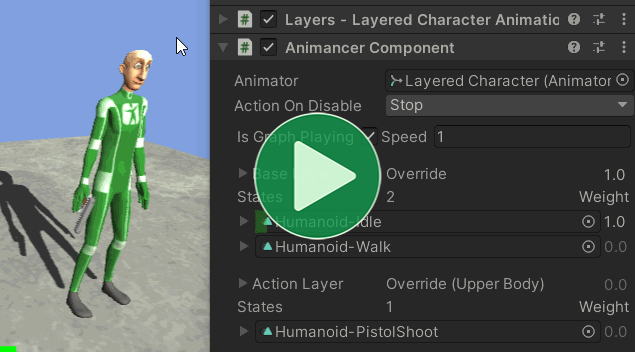 Layers - Layered Character Animatio
Animancer Component
Animator Layered Character (Animator
Action On Disable Stop
Is Graph Playing Speed 1
Base Override 1.0
States 2 Weight
Humanoid-Idle 1.0
Humanoid-Walk 0.0
Action Layer Override (Upper Body) 0.0
States 1 Weight
Humanoid-PistolShoot 0.0